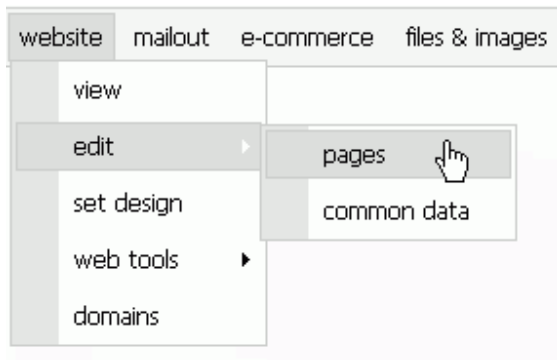 website mailout e-commerce files & images
view
edit
pages
set design
common data
web tools
domains